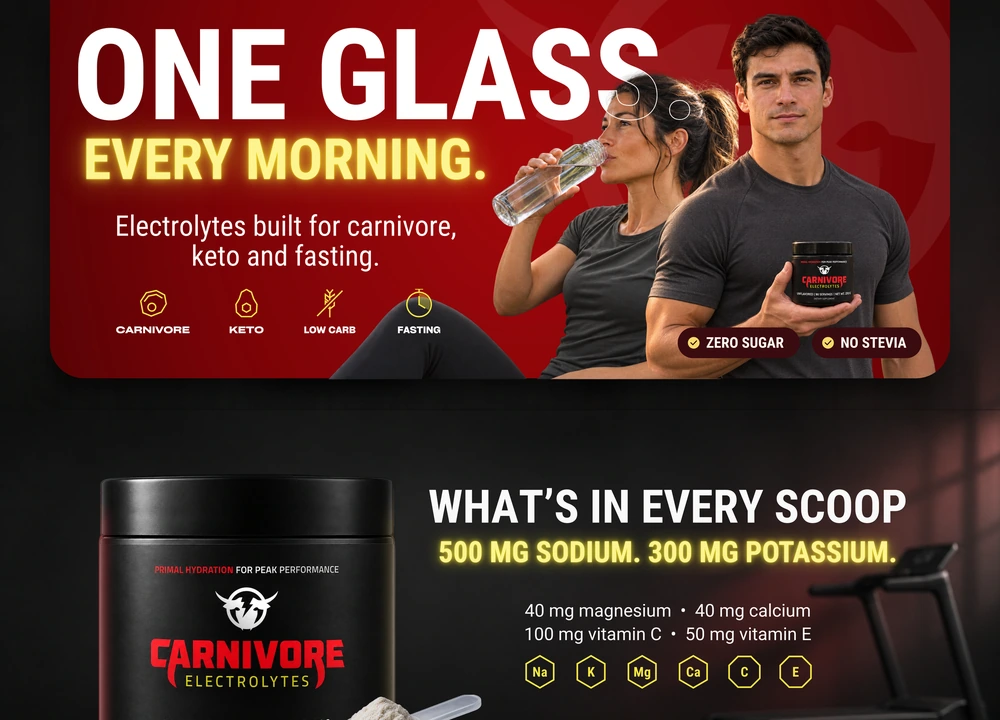 ONE GLASS.
EVERY MORNING.
Electrolytes built for carnivore,
keto and fasting.
CARNIVORE
KETO
LOW CARB
FASTING
CARNIVORE
ELECTROLYTES
ZERO SUGAR
NO STEVIA
WHAT'S IN EVERY SCOOP
500 MG SODIUM. 300 MG POTASSIUM.
40 mg magnesium • 40 mg calcium
100 mg vitamin C • 50 mg vitamin E
Na K Mg Ca C E
PRIMAL HYDRATION FOR PEAK PERFORMANCE
CARNIVORE
ELECTROLYTES